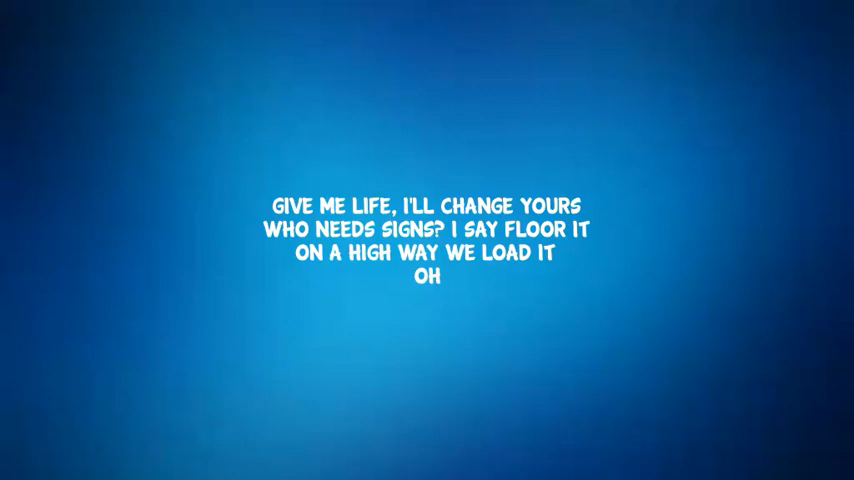 GIVE ME LIFE, I'LL CHANGE YOURS
WHO NEEDS SIGNS? I SAY FLOOR IT
ON A HIGH WAY WE LOAD IT
OH